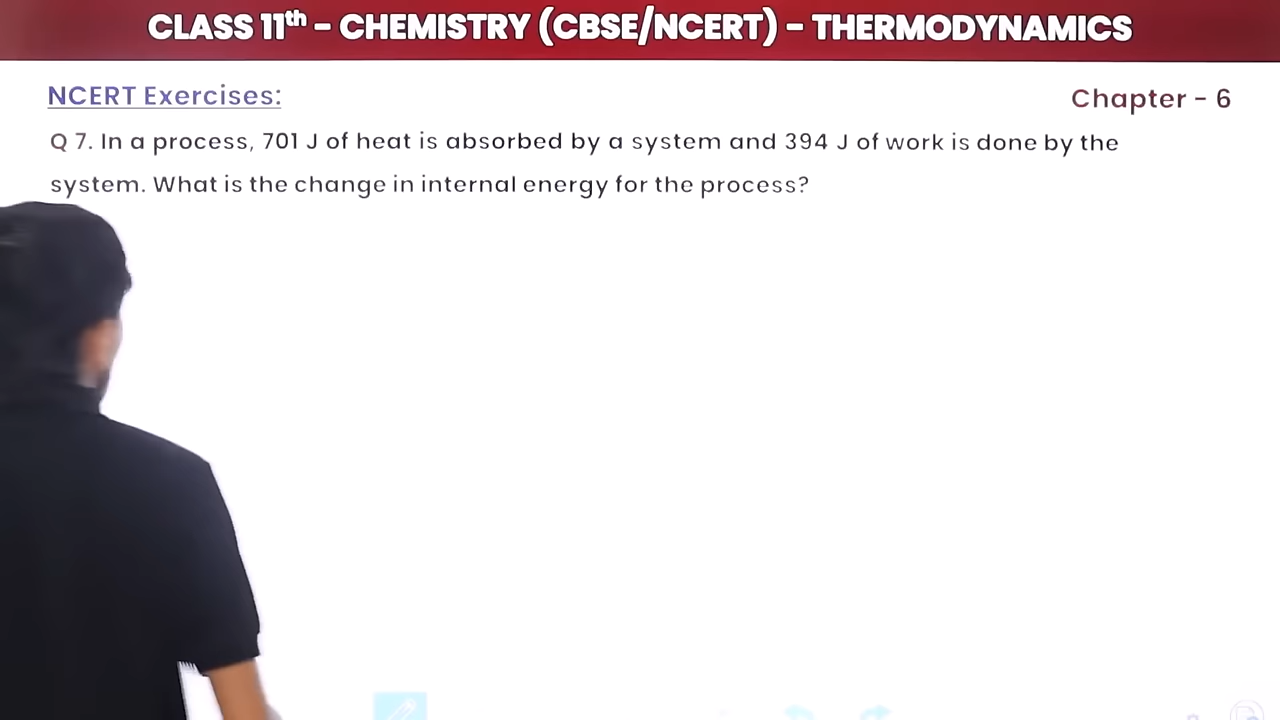 CLASS 11th - CHEMISTRY (CBSE/NCERT) - THERMODYNAMICS
NCERT Exercises:
Chapter - 6
Q 7. In a process, 701 J of heat is absorbed by a system and 394 J of work is done by the
system. What is the change in internal energy for the process?